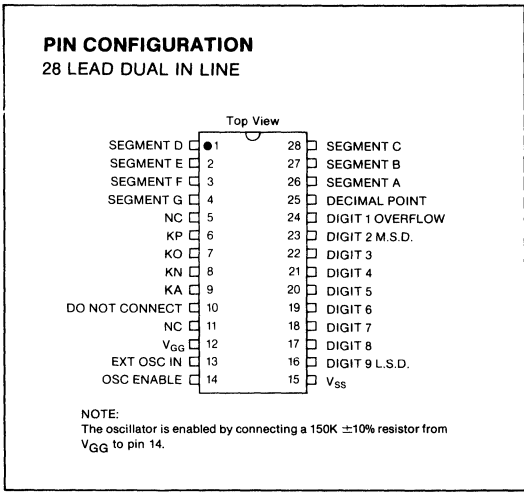 PIN CONFIGURATION
28 LEAD DUAL IN LINE
Top View
SEGMENT D 1 28 SEGMENT C
SEGMENT E 2 27 SEGMENT B
SEGMENT F 3 26 SEGMENT A
SEGMENT G 4 25 DECIMAL POINT
NC 5 24 DIGIT 1 OVERFLOW
KP 6 23 DIGIT 2 M.S.D.
KO 7 22 DIGIT 3
KN 8 21 DIGIT 4
KA 9 20 DIGIT 5
DO NOT CONNECT 10 19 DIGIT 6
NC 11 18 DIGIT 7
VGG 12 17 DIGIT 8
EXT OSC IN 13 16 DIGIT 9 L.S.D.
OSC ENABLE 14 15 VSS
NOTE:
The oscillator is enabled by connecting a 150K ±10% resistor from
VGG to pin 14.